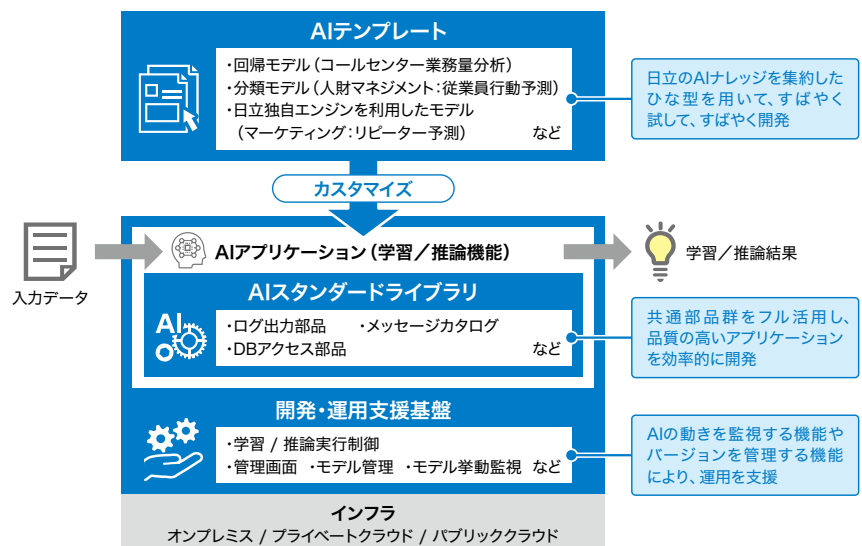 AIテンプレート
・回帰モデル（コールセンター業務量分析）
・分類モデル（人財マネジメント：従業員行動予測）
・日立独自エンジンを利用したモデル
（マーケティング：リピーター予測） など
日立のAIナレッジを集約した
ひな型を用いて、すばやく
試して、すばやく開発
カスタマイズ
入力データ
AIアプリケーション（学習／推論機能）
学習／推論結果
AIスタンダードライブラリ
AI
・ログ出力部品 ・メッセージカタログ
・DBアクセス部品 など
共通部品群をフル活用し、
品質の高いアプリケーション
を効率的に開発
開発・運用支援基盤
・学習 / 推論実行制御
・管理画面 ・モデル管理 ・モデル挙動監視 など
AIの動きを監視する機能や
バージョンを管理する機能
により、運用を支援
インフラ
オンプレミス / プライベートクラウド / パブリッククラウド